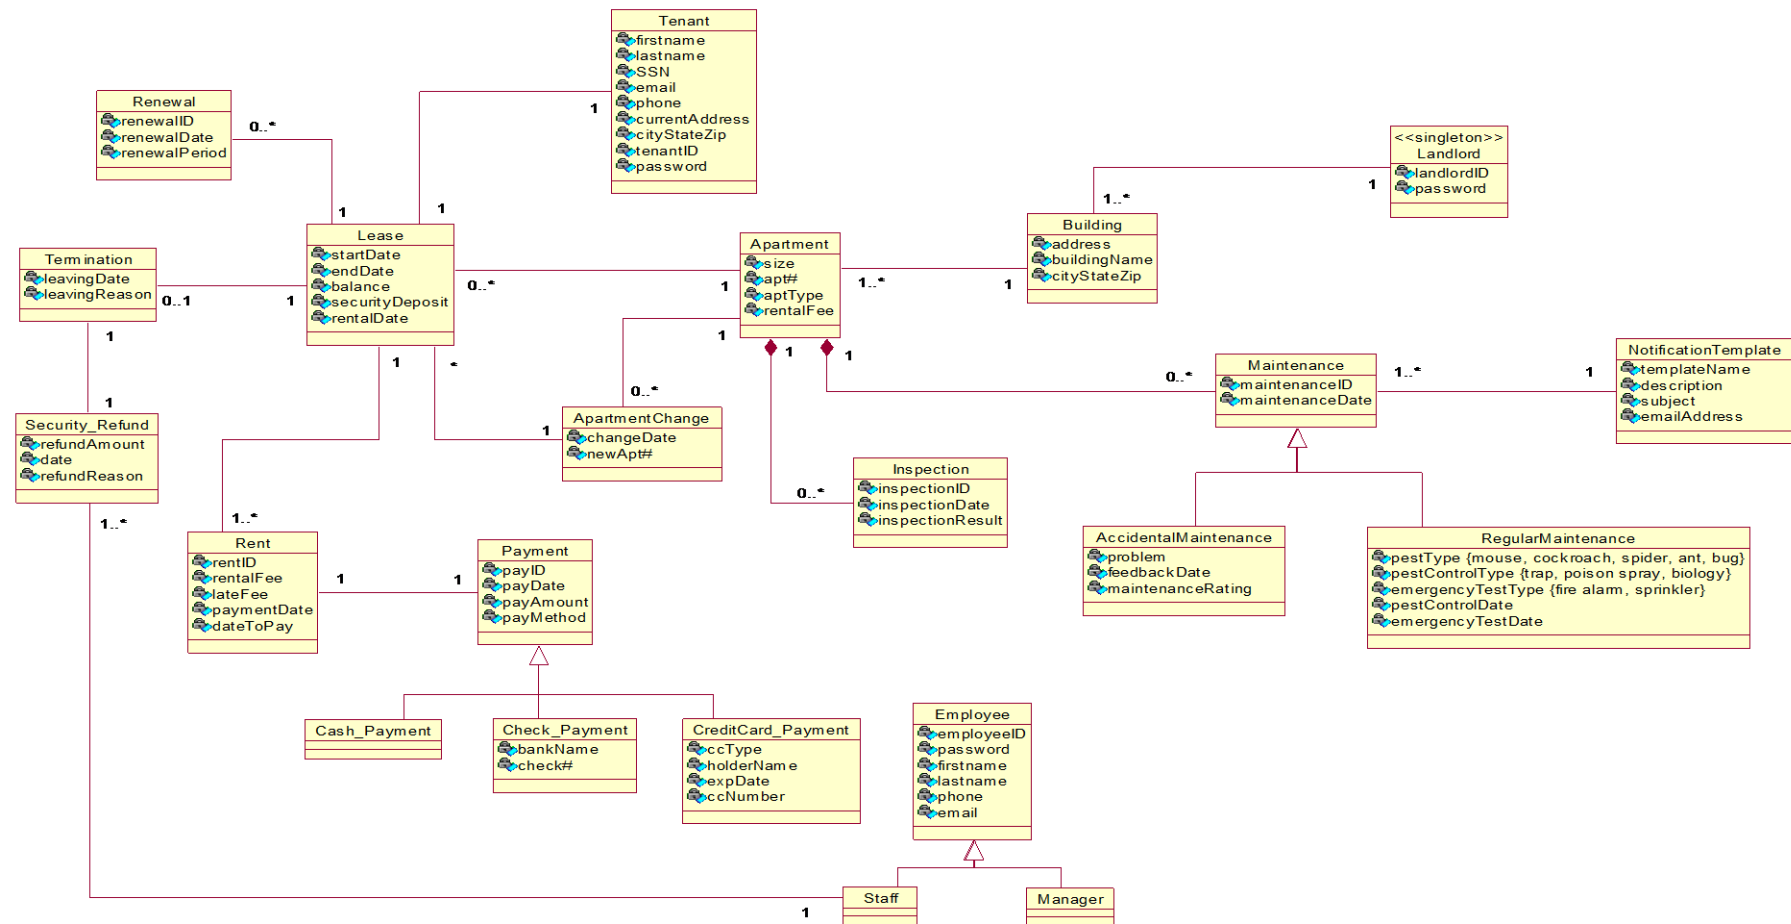 Tenant
firstname
lastname
SSN
email
phone
currentAddress
cityStateZip
tenantID
password
1
Renewal
renewalID
renewalDate
renewalPeriod
0..*
1
1
<<singleton>>
Landlord
landlordID
password
1
1..*
Building
address
buildingName
cityStateZip
1
Lease
startDate
endDate
balance
securityDeposit
rentalDate
1
0..*
1
*
Apartment
size
apt#
aptType
rentalFee
1
1..*
1
1
1
Termination
leavingDate
leavingReason
0..1
1
1
Security_Refund
refundAmount
date
refundReason
1..*
ApartmentChange
changeDate
newApt#
0..*
1
Maintenance
maintenanceID
maintenanceDate
0..*
1..*
1
NotificationTemplate
templateName
description
subject
emailAddress
Inspection
inspectionID
inspectionDate
inspectionResult
0..*
AccidentalMaintenance
problem
feedbackDate
maintenanceRating
RegularMaintenance
pestType {mouse, cockroach, spider, ant, bug}
pestControlType {trap, poison spray, biology}
emergencyTestType {fire alarm, sprinkler}
pestControlDate
emergencyTestDate
1..*
Rent
rentID
rentalFee
lateFee
paymentDate
dateToPay
1
1
Payment
payID
payDate
payAmount
payMethod
Cash_Payment
Check_Payment
bankName
check#
CreditCard_Payment
ccType
holderName
expDate
ccNumber
Employee
employeeID
password
firstname
lastname
phone
email
Staff
1
Manager